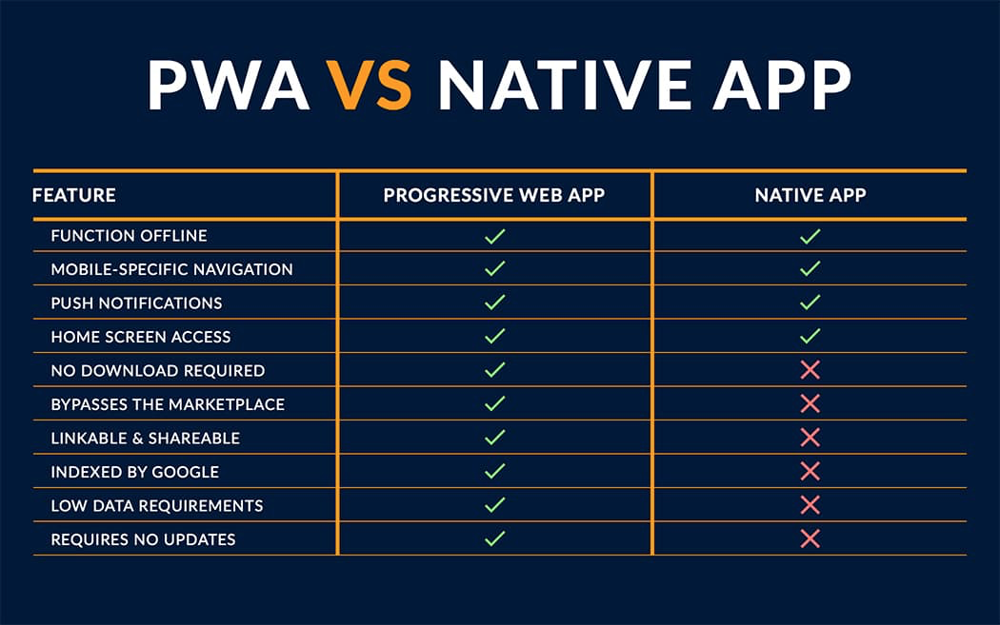 PWA VS NATIVE APP
FEATURE PROGRESSIVE WEB APP NATIVE APP
FUNCTION OFFLINE ✓ ✓
MOBILE-SPECIFIC NAVIGATION ✓ ✓
PUSH NOTIFICATIONS ✓ ✓
HOME SCREEN ACCESS ✓ ✓
NO DOWNLOAD REQUIRED ✓ ✕
BYPASSES THE MARKETPLACE ✓ ✕
LINKABLE & SHAREABLE ✓ ✕
INDEXED BY GOOGLE ✓ ✕
LOW DATA REQUIREMENTS ✓ ✕
REQUIRES NO UPDATES ✓ ✕